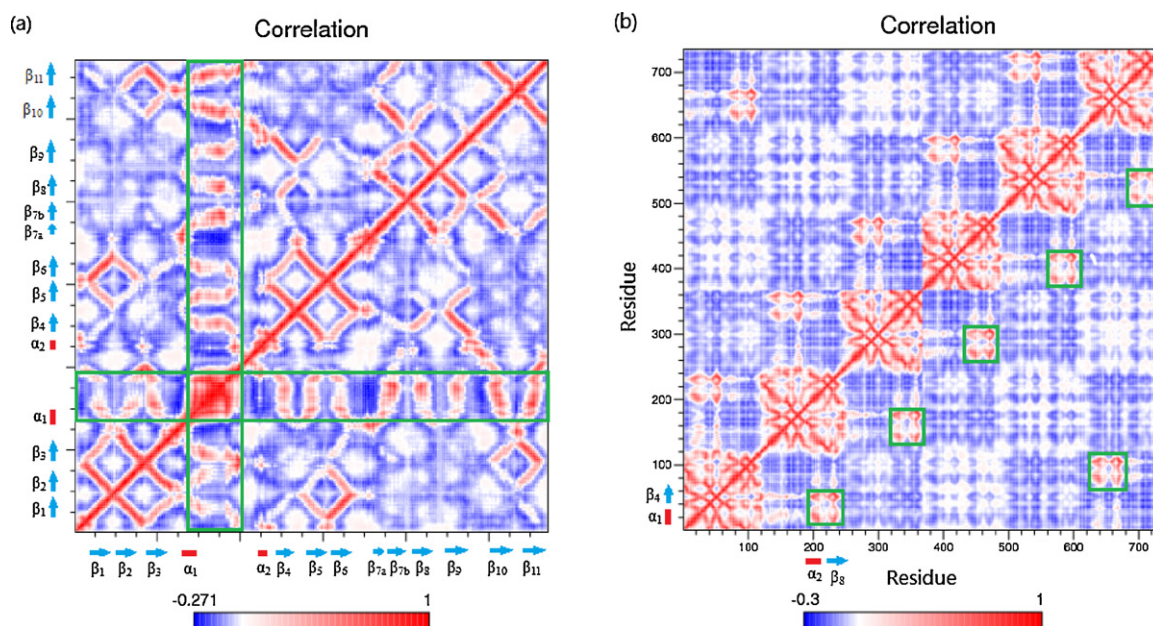 (a)
Correlation
β11
β10
β9
β8
β7b
β7a
β6
β5
β4
α2
α1
β3
β2
β1
β1 β2 β3 α1 α2 β4 β5 β6 β7a β7b β8 β9 β10 β11
-0.271 1
(b)
Correlation
700
600
500
400
300
200
100
Residue
β4
α1
100 200 300 400 500 600 700
α2 β8
Residue
-0.3 1